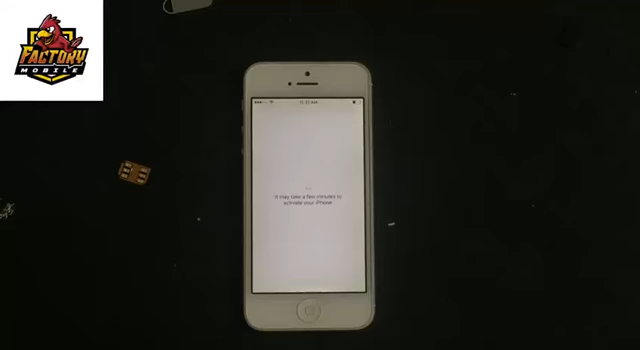 FACTORY
MOBILE
It may take a few minutes to
activate your iPhone